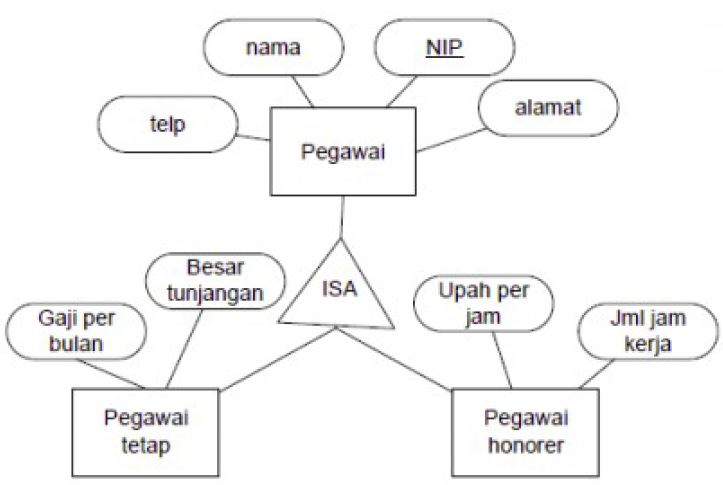 nama
NIP
telp
alamat
Pegawai
ISA
Besar
tunjangan
Gaji per
bulan
Upah per
jam
Jml jam
kerja
Pegawai
tetap
Pegawai
honorer